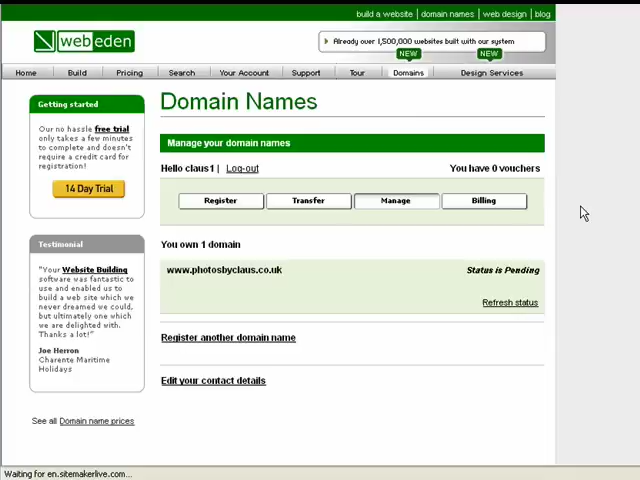 build a website | domain names | web design | blog
webeden
Already over 1,500,000 websites built with our system
NEW
NEW
Home Build Pricing Search Your Account Support Tour Domains Design Services
Getting started
Our no hassle free trial
only takes a few minutes
to complete and doesn't
require a credit card for
registration!
14 Day Trial
Testimonial
"Your Website Building
software was fantastic to
use and enabled us to
build a web site which we
never dreamed we could,
but ultimately one which
we are delighted with.
Thanks a lot!"
Joe Herron
Charente Maritime
Holidays
See all Domain name prices
Domain Names
Manage your domain names
Hello claus1 | Log-out
You have 0 vouchers
Register Transfer Manage Billing
You own 1 domain
www.photosbyclaus.co.uk
Status is Pending
Refresh status
Register another domain name
Edit your contact details
Waiting for en.sitemakerlive.com...